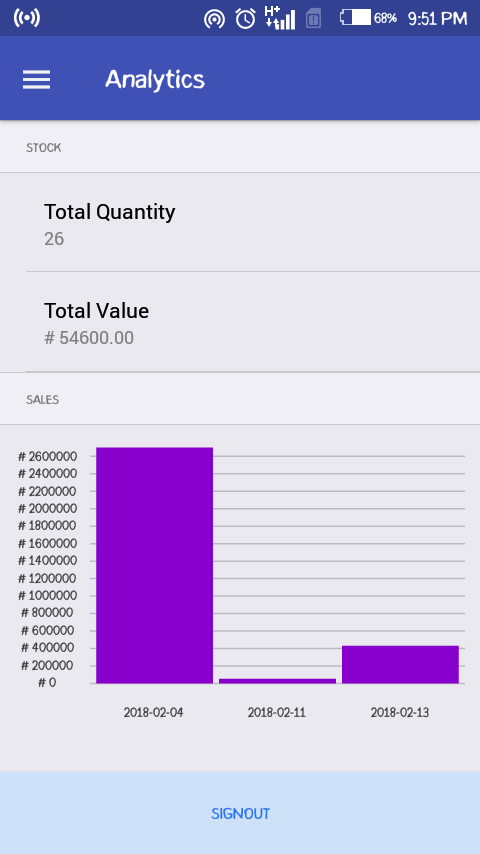 H+ 68% 9:51 PM
Analytics
STOCK
Total Quantity
26
Total Value
# 54600.00
SALES
# 2600000
# 2400000
# 2200000
# 2000000
# 1800000
# 1600000
# 1400000
# 1200000
# 1000000
# 800000
# 600000
# 400000
# 200000
# 0
2018-02-04 2018-02-11 2018-02-13
SIGNOUT